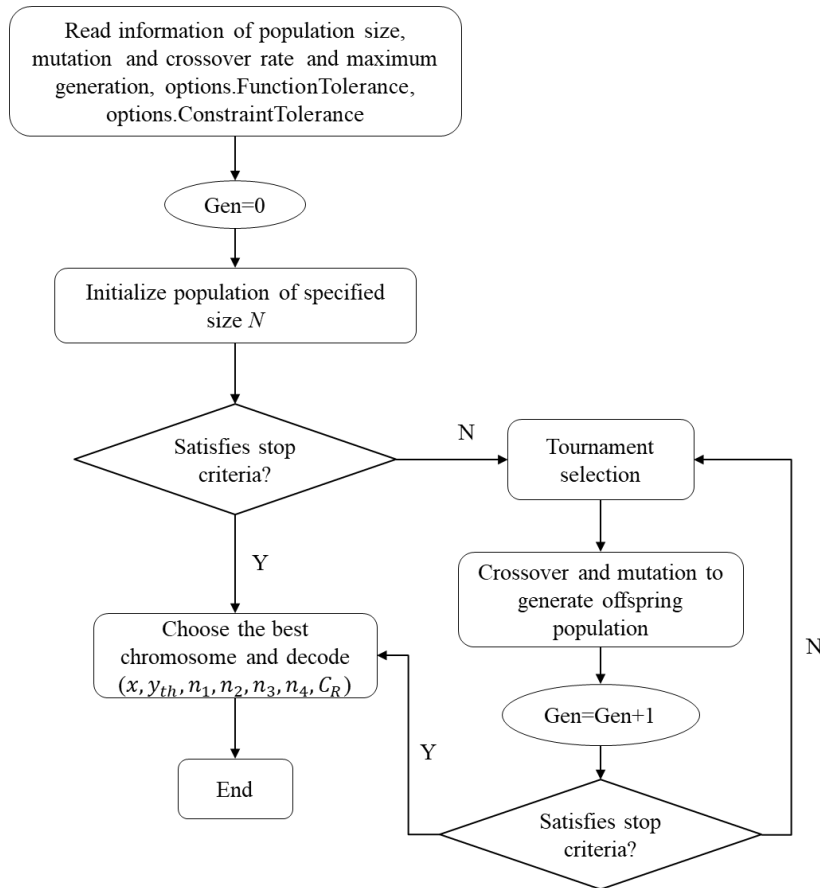 Read information of population size,
mutation and crossover rate and maximum
generation, options.FunctionTolerance,
options.ConstraintTolerance
Gen=0
Initialize population of specified
size N
Satisfies stop
criteria?
N
Y
Tournament
selection
Crossover and mutation to
generate offspring
population
Gen=Gen+1
Satisfies stop
criteria?
N
Y
Choose the best
chromosome and decode
(x, y_{th}, n_1, n_2, n_3, n_4, C_R)
End